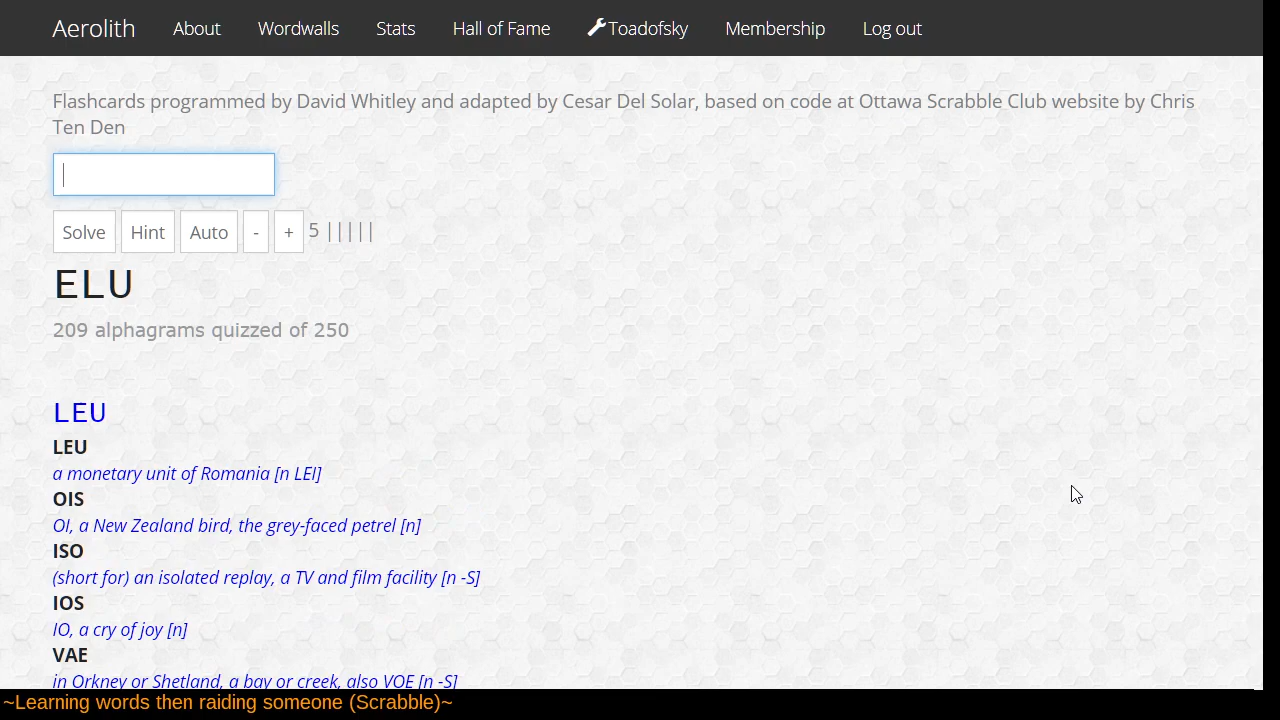 Aerolith About Wordwalls Stats Hall of Fame Toadofsky Membership Log out
Flashcards programmed by David Whitley and adapted by Cesar Del Solar, based on code at Ottawa Scrabble Club website by Chris
Ten Den
Solve Hint Auto - + 5 |||||
ELU
209 alphagrams quizzed of 250
LEU
LEU
a monetary unit of Romania [n LEI]
OIS
OI, a New Zealand bird, the grey-faced petrel [n]
ISO
(short for) an isolated replay, a TV and film facility [n -S]
IOS
IO, a cry of joy [n]
VAE
in Orkney or Shetland, a bay or creek, also VOE [n -S]
~Learning words then raiding someone (Scrabble)~